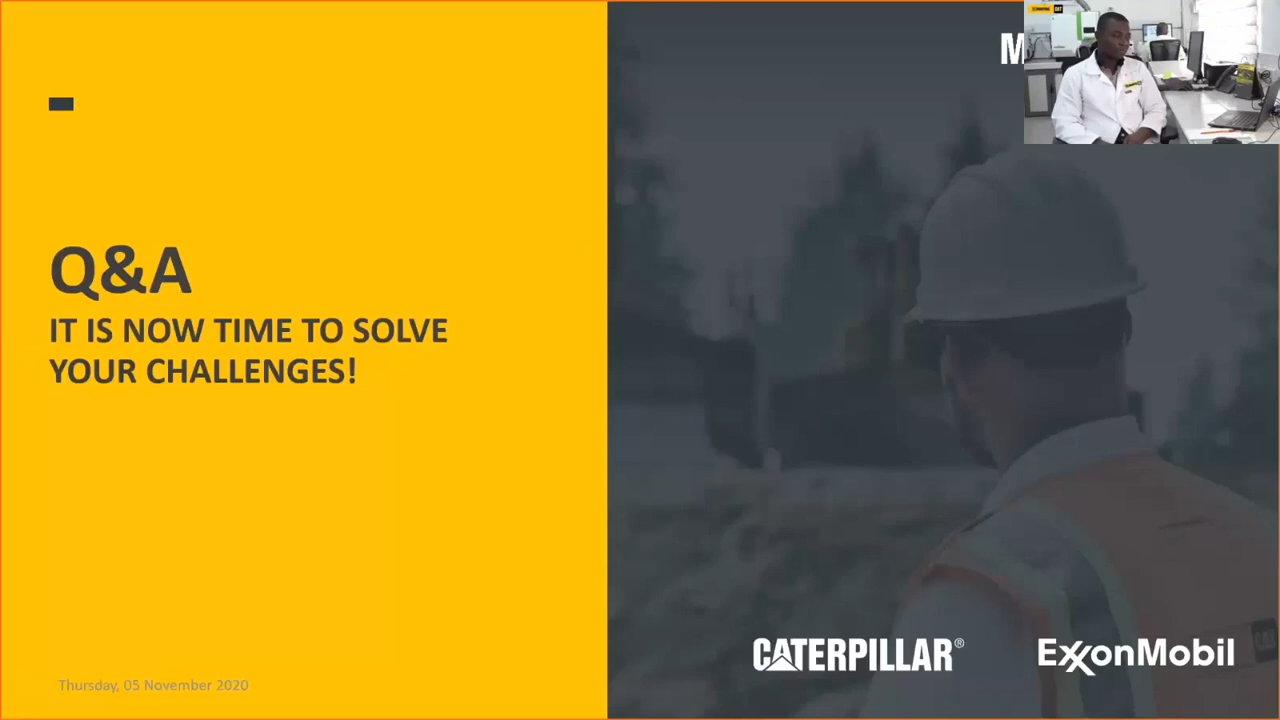 Q&A
IT IS NOW TIME TO SOLVE
YOUR CHALLENGES!
Thursday, 05 November 2020
CATERPILLAR®
ExxonMobil